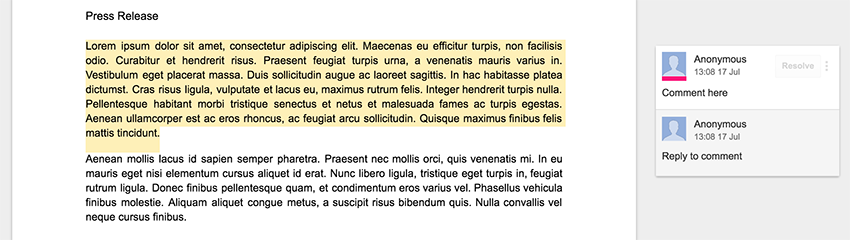 Press Release
Lorem ipsum dolor sit amet, consectetur adipiscing elit. Maecenas eu efficitur turpis, non facilisis
odio. Curabitur et hendrerit risus. Praesent feugiat turpis urna, a venenatis mauris varius in.
Vestibulum eget placerat massa. Duis sollicitudin augue ac laoreet sagittis. In hac habitasse platea
dictumst. Cras risus ligula, vulputate et lacus eu, maximus rutrum felis. Integer hendrerit turpis nulla.
Pellentesque habitant morbi tristique senectus et netus et malesuada fames ac turpis egestas.
Aenean ullamcorper est ac eros rhoncus, ac feugiat arcu sollicitudin. Quisque maximus finibus felis
mattis tincidunt.
Aenean mollis lacus id sapien semper pharetra. Praesent nec mollis orci, quis venenatis mi. In eu
mauris eget nisi elementum cursus aliquet id erat. Nunc libero ligula, tristique eget turpis in, feugiat
rutrum ligula. Donec finibus pellentesque quam, et condimentum eros varius vel. Phasellus vehicula
finibus molestie. Aliquam aliquet congue metus, a suscipit risus bibendum quis. Nulla convallis vel
neque cursus finibus.
Anonymous
13:08 17 Jul
Resolve
Comment here
Anonymous
13:08 17 Jul
Reply to comment